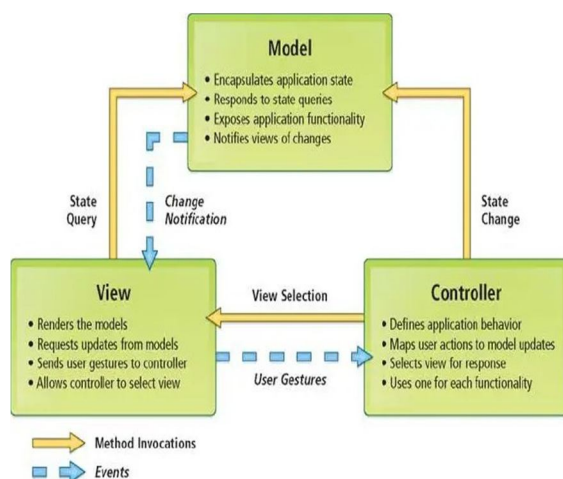 Model
• Encapsulates application state
• Responds to state queries
• Exposes application functionality
• Notifies views of changes
State
Query
Change
Notification
State
Change
View
• Renders the models
• Requests updates from models
• Sends user gestures to controller
• Allows controller to select view
View Selection
User Gestures
Controller
• Defines application behavior
• Maps user actions to model updates
• Selects view for response
• Uses one for each functionality
Method Invocations
Events